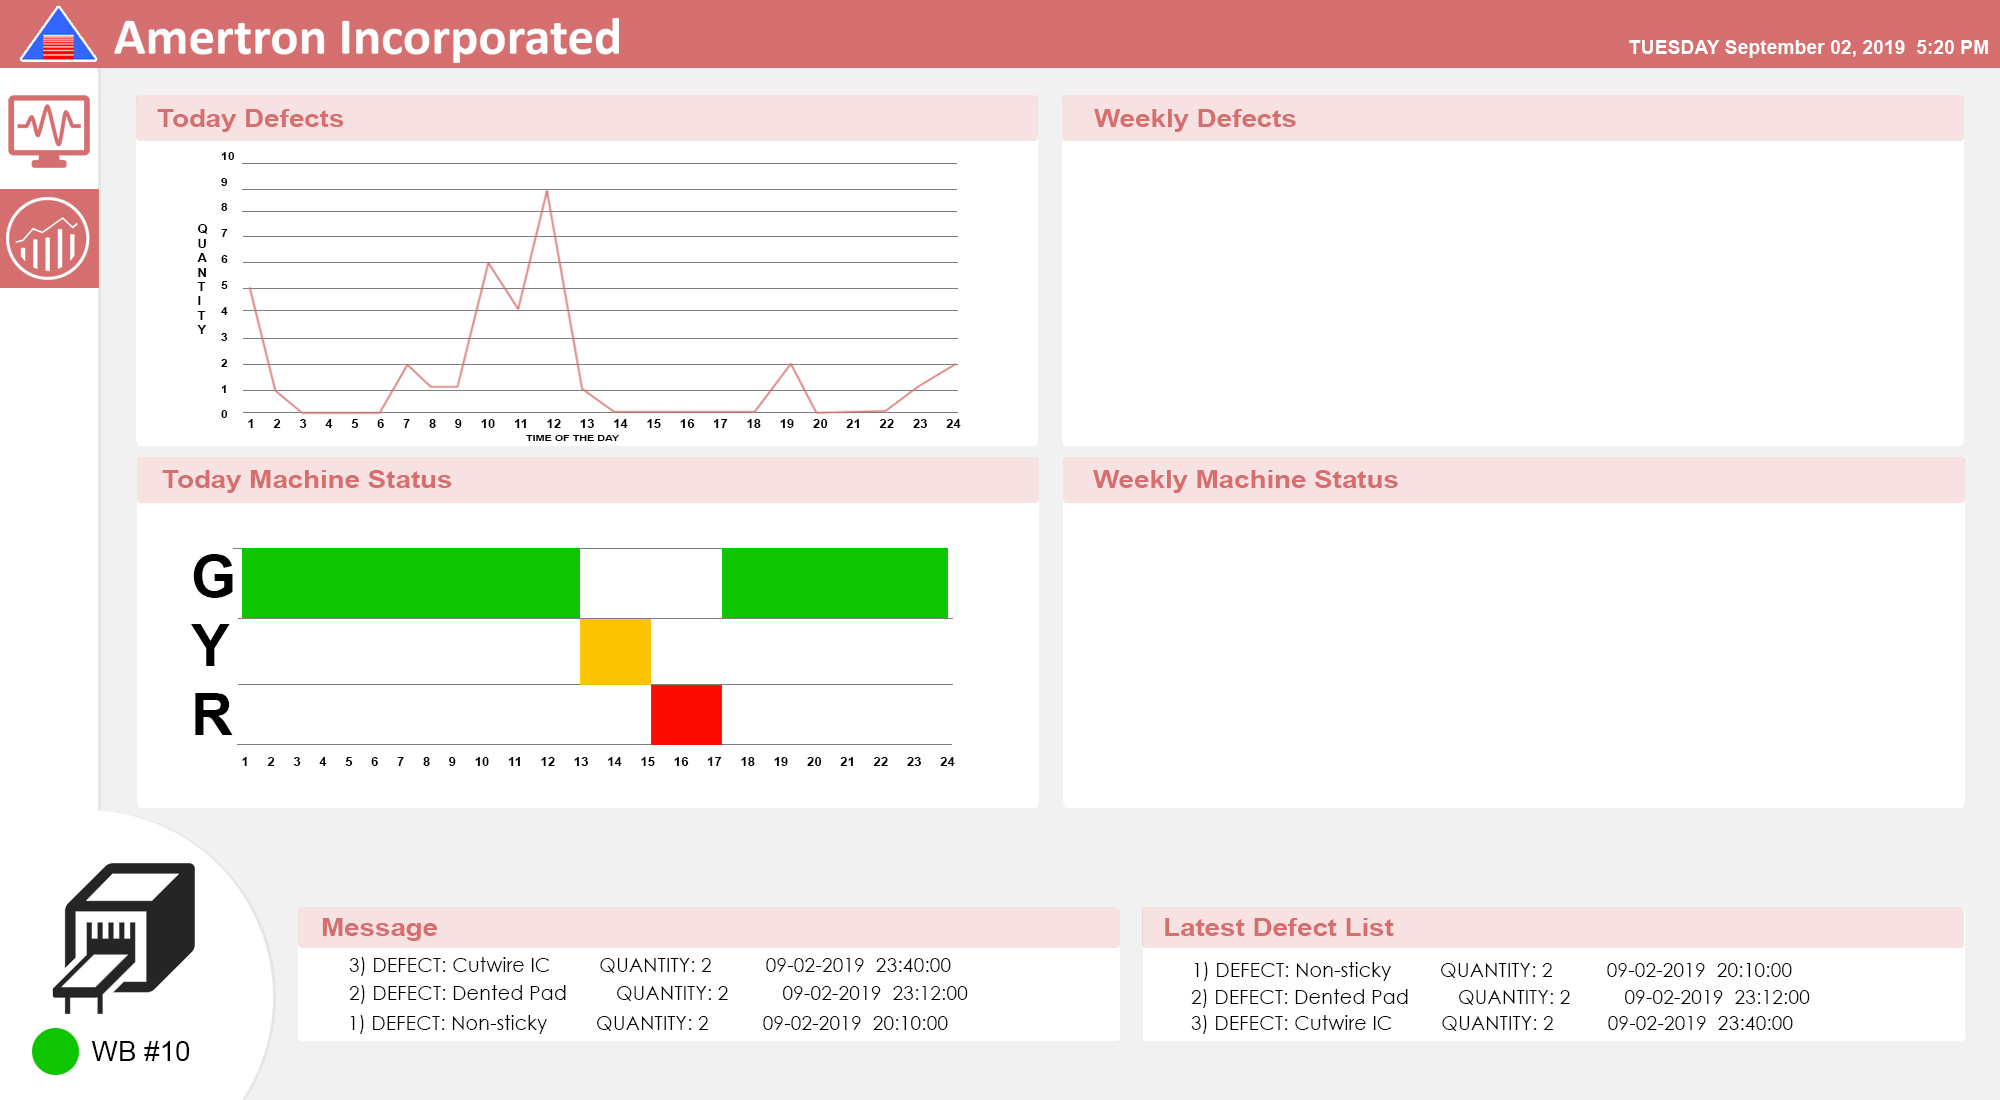 Amertron Incorporated
TUESDAY September 02, 2019 5:20 PM
Today Defects
10
9
8
7
6
5
4
3
2
1
0
QUANTITY
1 2 3 4 5 6 7 8 9 10 11 12 13 14 15 16 17 18 19 20 21 22 23 24
TIME OF THE DAY
Weekly Defects
Today Machine Status
G
Y
R
1 2 3 4 5 6 7 8 9 10 11 12 13 14 15 16 17 18 19 20 21 22 23 24
Weekly Machine Status
WB #10
Message
3) DEFECT: Cutwire IC QUANTITY: 2 09-02-2019 23:40:00
2) DEFECT: Dented Pad QUANTITY: 2 09-02-2019 23:12:00
1) DEFECT: Non-sticky QUANTITY: 2 09-02-2019 20:10:00
Latest Defect List
1) DEFECT: Non-sticky QUANTITY: 2 09-02-2019 20:10:00
2) DEFECT: Dented Pad QUANTITY: 2 09-02-2019 23:12:00
3) DEFECT: Cutwire IC QUANTITY: 2 09-02-2019 23:40:00